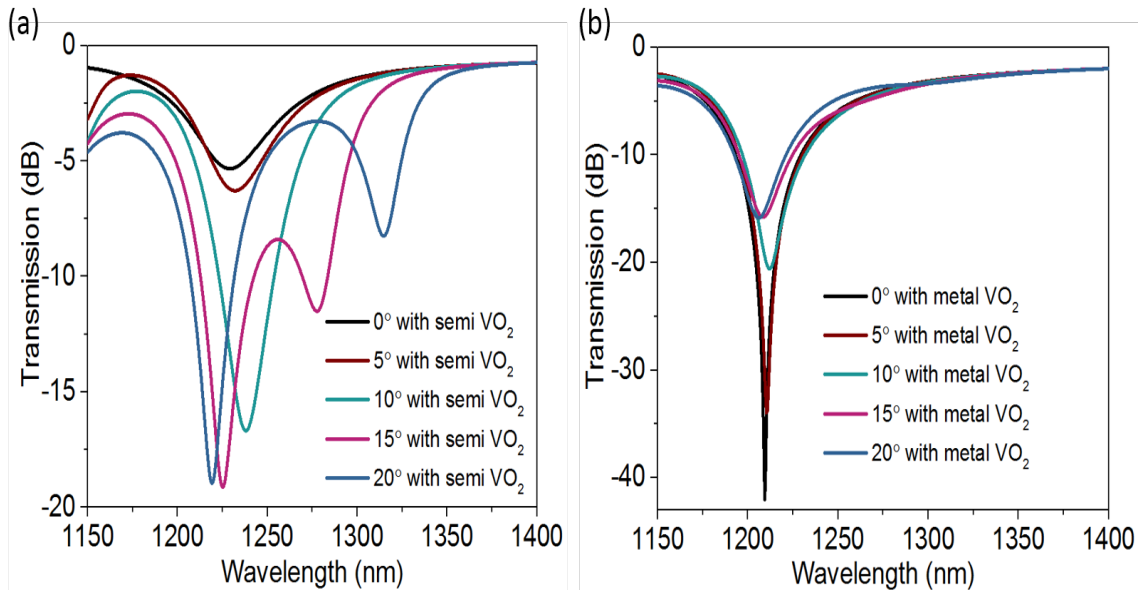 (a)
0
-5
-10
-15
-20
Transmission (dB)
1150 1200 1250 1300 1350 1400
Wavelength (nm)
0° with semi VO₂
5° with semi VO₂
10° with semi VO₂
15° with semi VO₂
20° with semi VO₂
(b)
0
-10
-20
-30
-40
Transmission (dB)
1150 1200 1250 1300 1350 1400
Wavelength (nm)
0° with metal VO₂
5° with metal VO₂
10° with metal VO₂
15° with metal VO₂
20° with metal VO₂